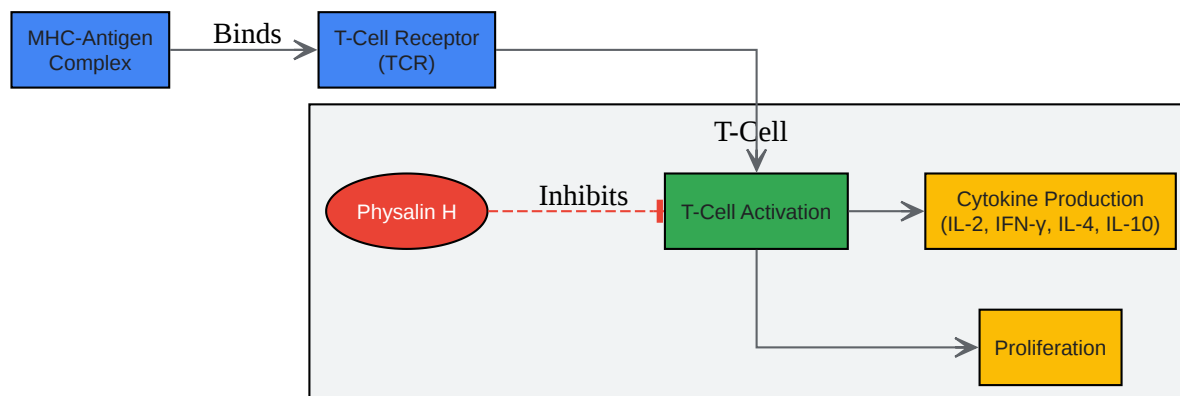 MHC-Antigen
Complex
Binds
T-Cell Receptor
(TCR)
T-Cell
Physalin H
Inhibits
T-Cell Activation
Cytokine Production
(IL-2, IFN-γ, IL-4, IL-10)
Proliferation